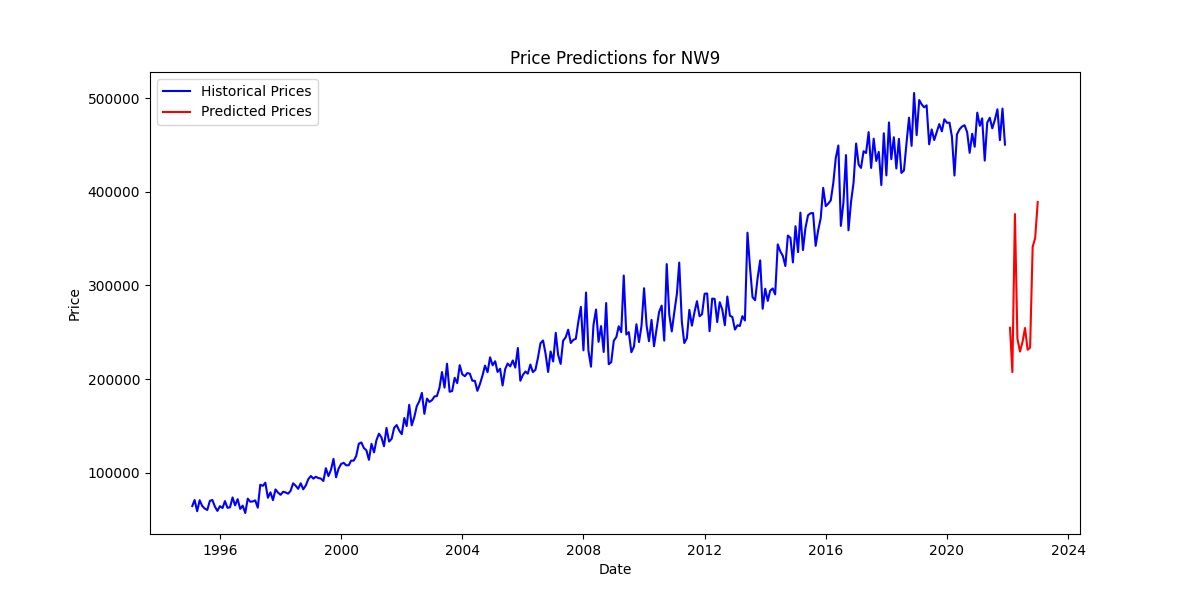 Price Predictions for NW9
Historical Prices
Predicted Prices
500000
400000
300000
200000
100000
Price
1996
2000
2004
2008
2012
2016
2020
2024
Date